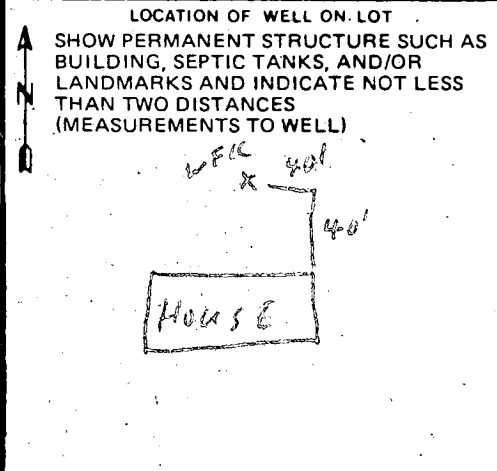 LOCATION OF WELL ON LOT
SHOW PERMANENT STRUCTURE SUCH AS
BUILDING, SEPTIC TANKS, AND/OR
LANDMARKS AND INDICATE NOT LESS
THAN TWO DISTANCES
(MEASUREMENTS TO WELL)
N
X 40'
40'
HOUSE